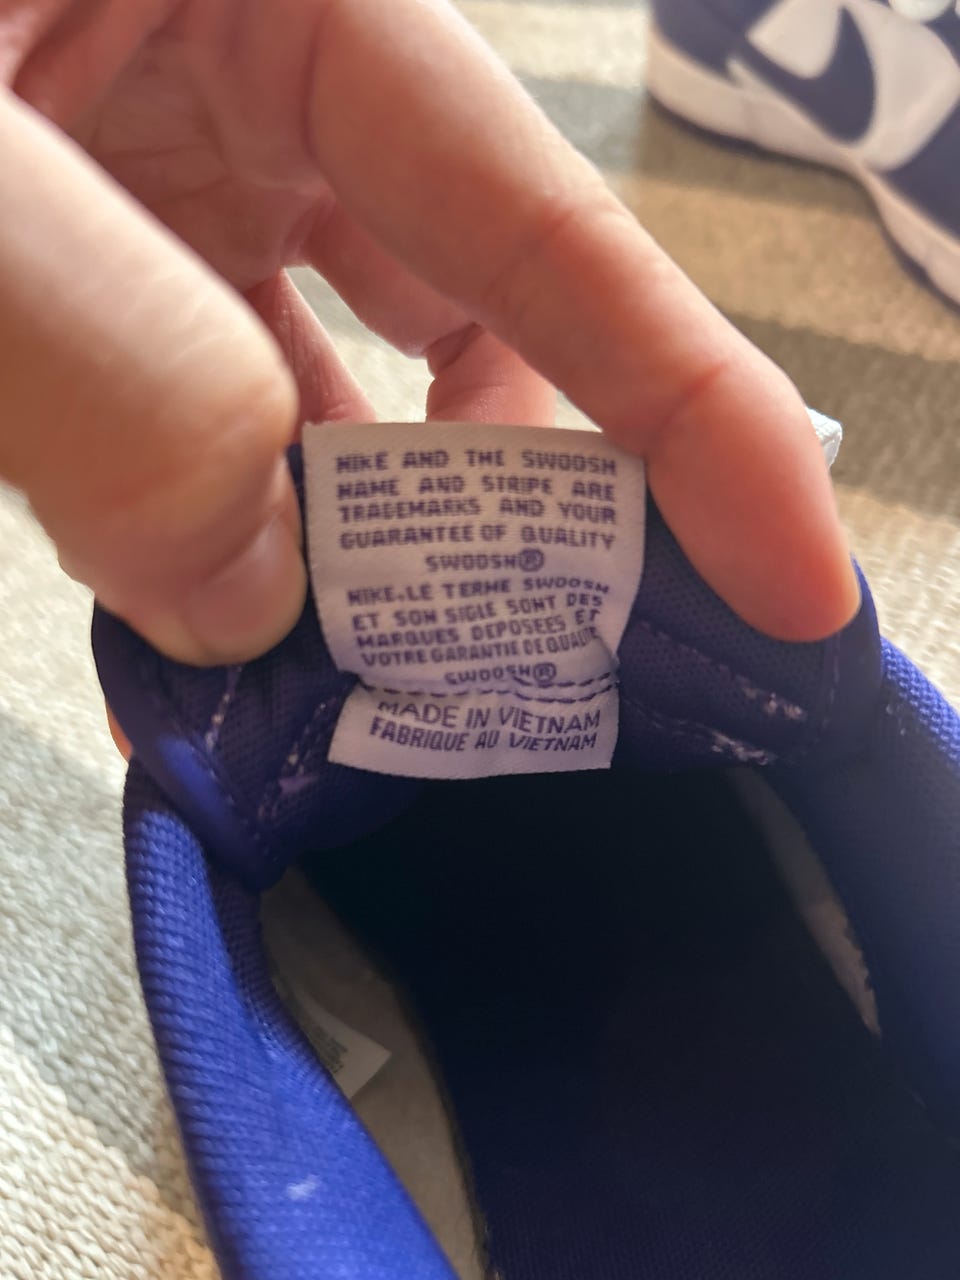 NIKE AND THE SWOOSH
NAME AND STRIPE ARE
TRADEMARKS AND YOUR
GUARANTEE OF QUALITY
SWOOSH®
NIKE, LE TERME SWOOSH
ET SON SIGLE SONT DES
MARQUES DEPOSEES ET
VOTRE GARANTIE DE QUALITE
SWOOSH®
MADE IN VIETNAM
FABRIQUE AU VIETNAM